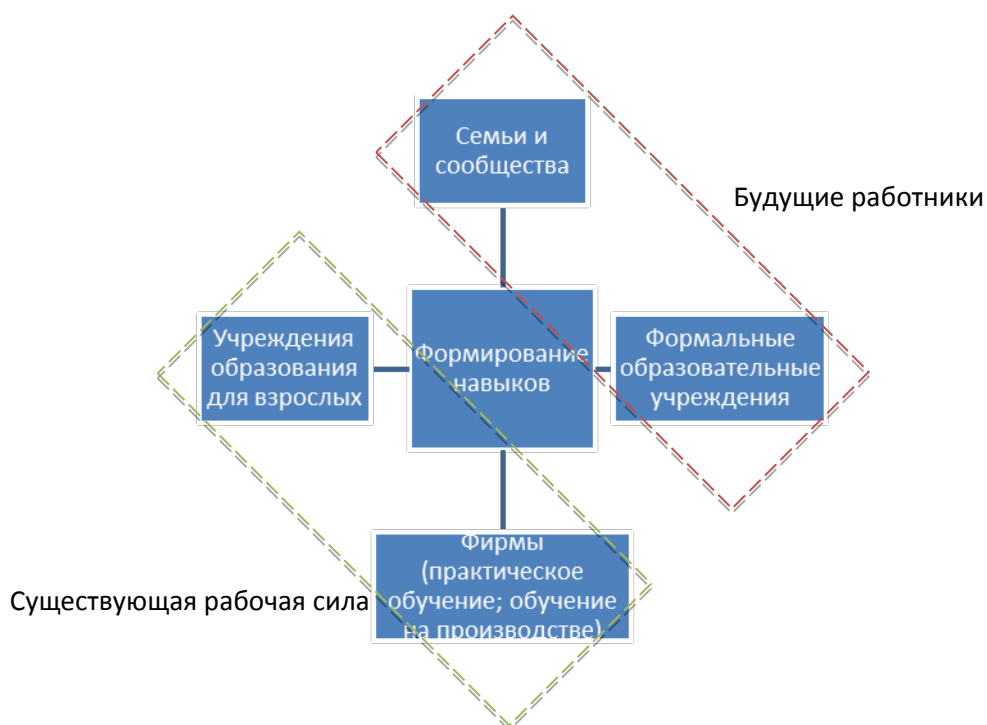 Семьи и
сообщества
Будущие работники
Учреждения
образования
для взрослых
Формирование
навыков
Формальные
образовательные
учреждения
Фирмы
(практическое
обучение; обучение
на производстве)
Существующая рабочая сила